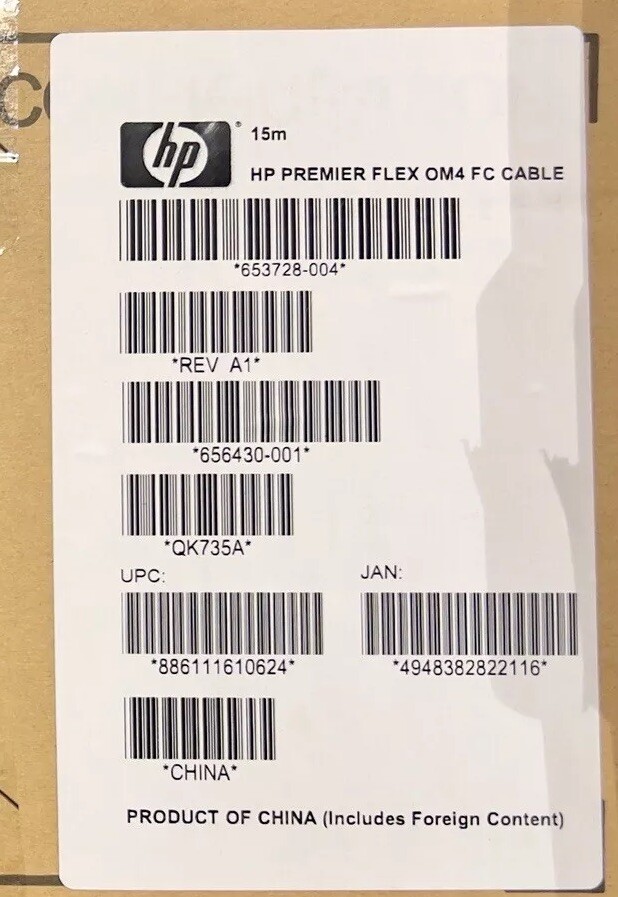 hp® 15m
HP PREMIER FLEX OM4 FC CABLE
*653728-004*
*REV A1*
*656430-001*
*QK735A*
UPC: JAN:
*886111610624* *4948382822116*
*CHINA*
PRODUCT OF CHINA (Includes Foreign Content)